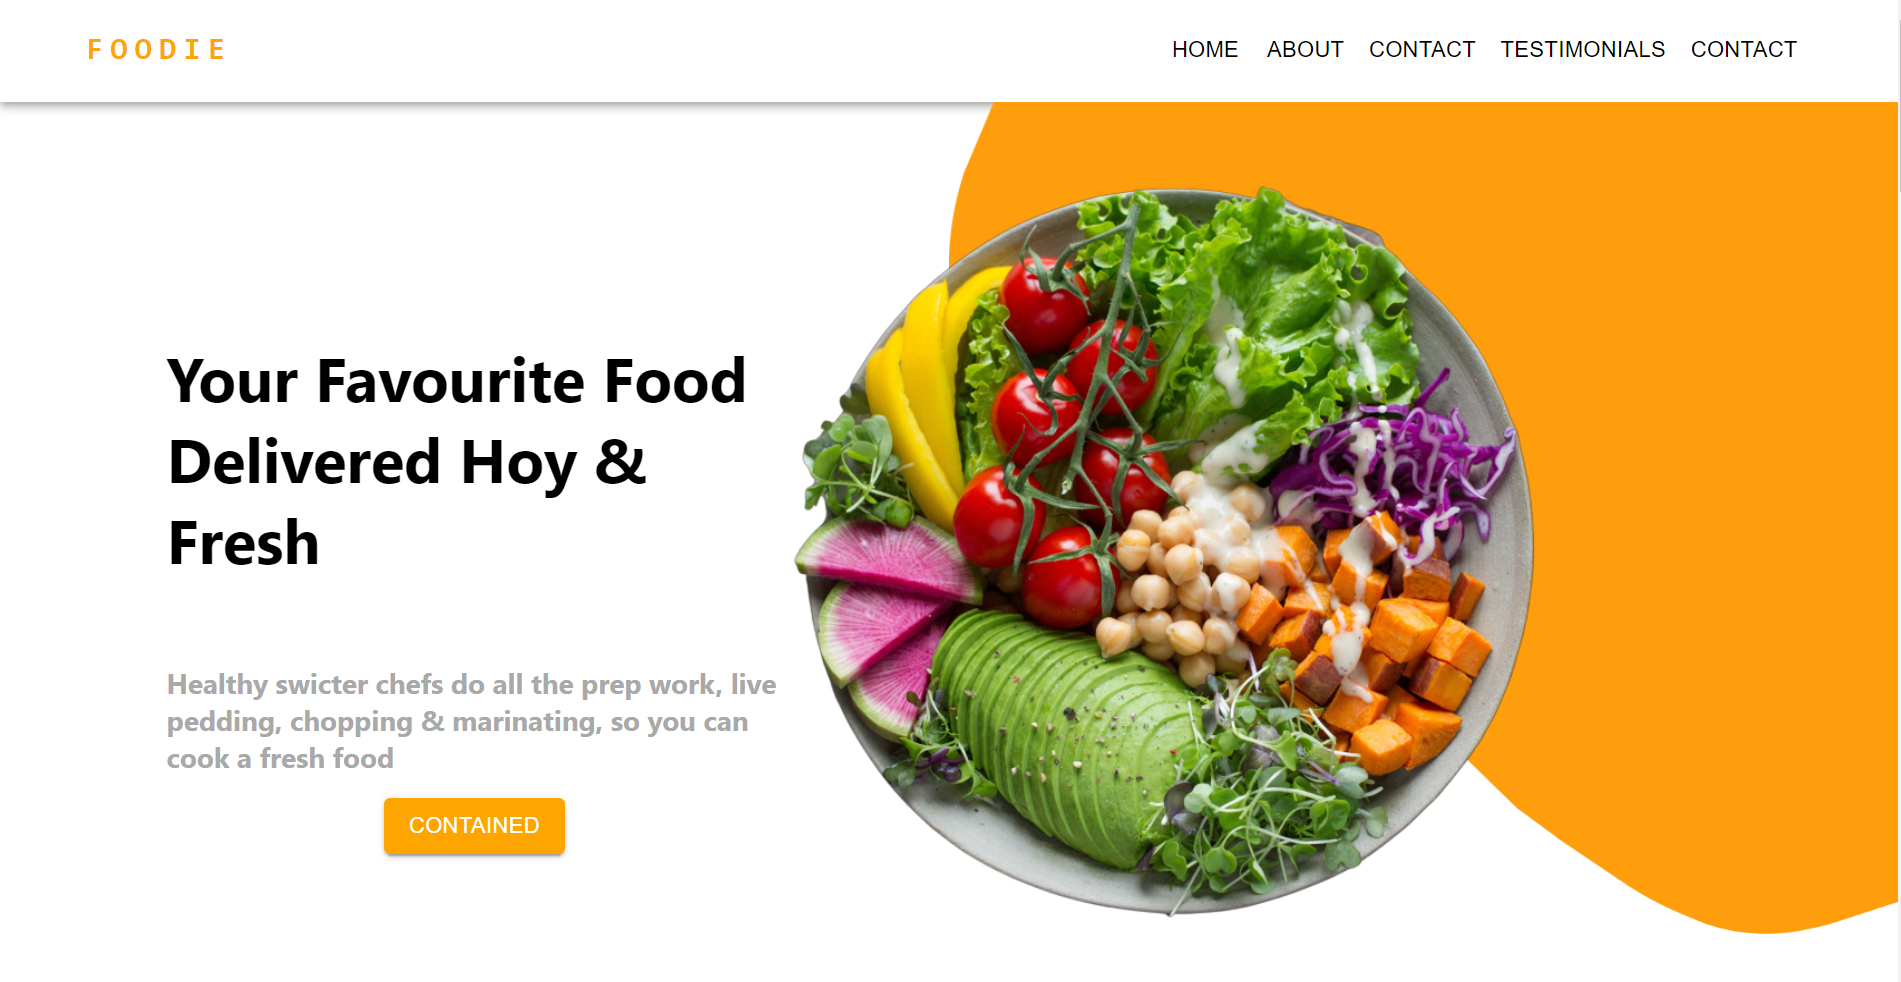 FOODIE
HOME ABOUT CONTACT TESTIMONIALS CONTACT
Your Favourite Food
Delivered Hoy &
Fresh
Healthy swicter chefs do all the prep work, live
pedding, chopping & marinating, so you can
cook a fresh food
CONTAINED